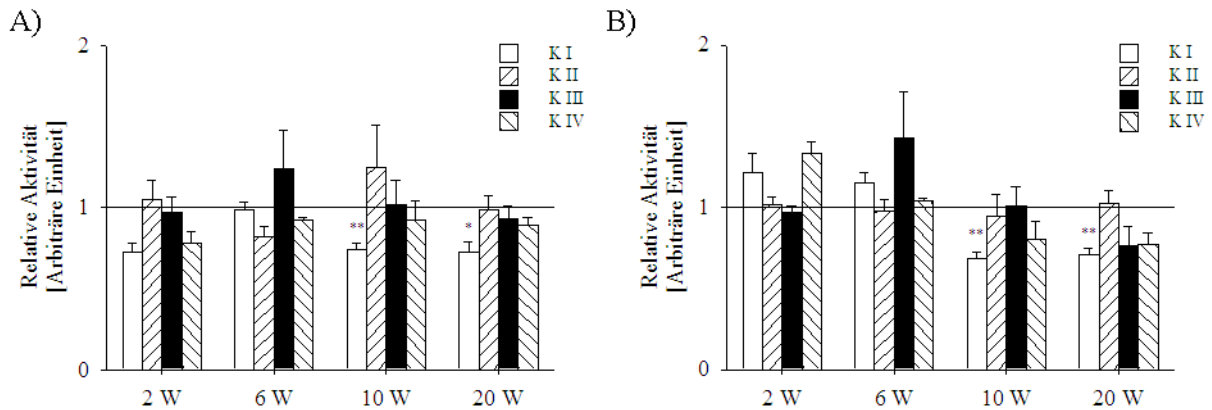 A)
2
1
0
Relative Aktivität
[Arbiträre Einheit]
K I
K II
K III
K IV
**
*
2 W
6 W
10 W
20 W
B)
2
1
0
Relative Aktivität
[Arbiträre Einheit]
K I
K II
K III
K IV
**
**
2 W
6 W
10 W
20 W